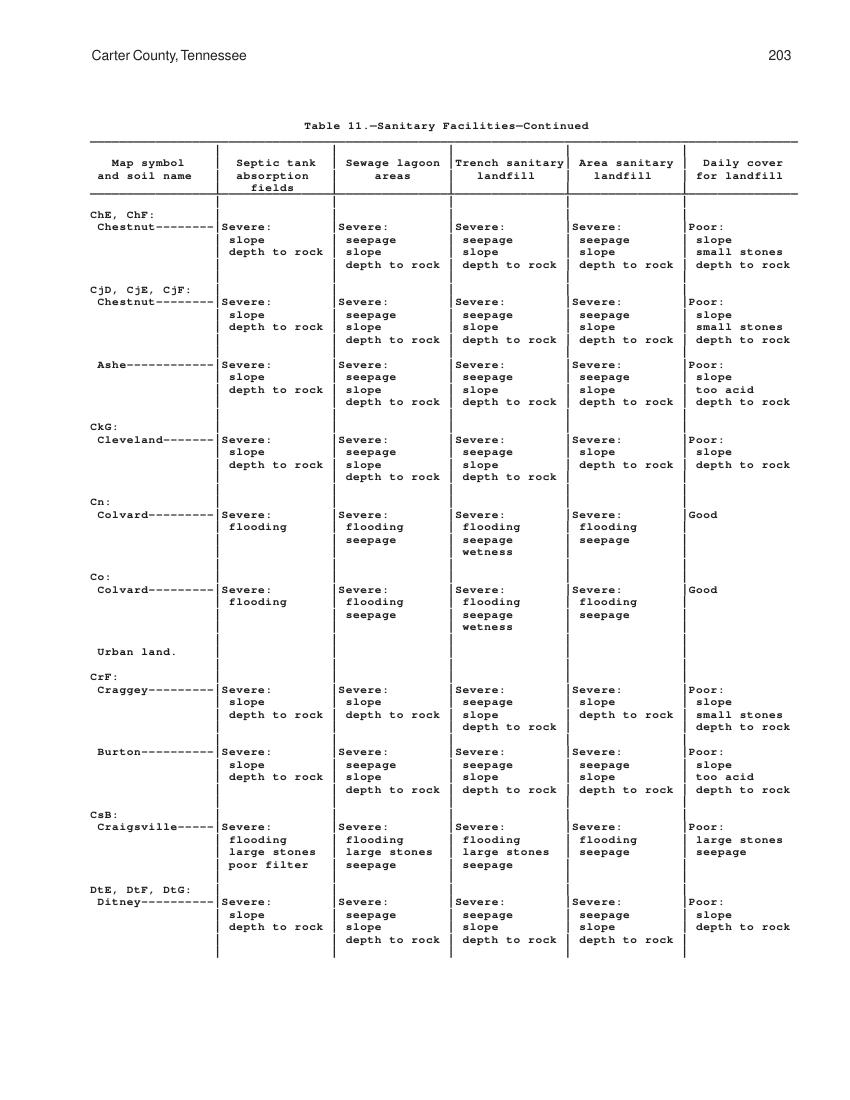 Carter County, Tennessee 203
Table 11.—Sanitary Facilities—Continued
Map symbol | Septic tank | Sewage lagoon |Trench sanitary| Area sanitary | Daily cover
and soil name | absorption | areas | landfill | landfill | for landfill
fields
ChE, ChF:
Chestnut--------|Severe: |Severe: |Severe: |Severe: |Poor:
slope | seepage | seepage | seepage | slope
depth to rock | slope | slope | slope | small stones
| depth to rock | depth to rock | depth to rock | depth to rock
CjD, CjE, CjF:
Chestnut--------|Severe: |Severe: |Severe: |Severe: |Poor:
slope | seepage | seepage | seepage | slope
depth to rock | slope | slope | slope | small stones
| depth to rock | depth to rock | depth to rock | depth to rock
Ashe------------|Severe: |Severe: |Severe: |Severe: |Poor:
slope | seepage | seepage | seepage | slope
depth to rock | slope | slope | slope | too acid
| depth to rock | depth to rock | depth to rock | depth to rock
CkG:
Cleveland-------|Severe: |Severe: |Severe: |Severe: |Poor:
slope | seepage | seepage | slope | slope
depth to rock | slope | slope | depth to rock | depth to rock
| depth to rock | depth to rock
Cn:
Colvard---------|Severe: |Severe: |Severe: |Severe: |Good
flooding | flooding | flooding | flooding
| seepage | seepage | seepage
| wetness
Co:
Colvard---------|Severe: |Severe: |Severe: |Severe: |Good
flooding | flooding | flooding | flooding
| seepage | seepage | seepage
| wetness
Urban land.
CrF:
Craggey---------|Severe: |Severe: |Severe: |Severe: |Poor:
slope | slope | seepage | slope | slope
depth to rock | depth to rock | slope | depth to rock | small stones
| depth to rock | depth to rock
Burton----------|Severe: |Severe: |Severe: |Severe: |Poor:
slope | seepage | seepage | seepage | slope
depth to rock | slope | slope | slope | too acid
| depth to rock | depth to rock | depth to rock | depth to rock
CsB:
Craigsville-----|Severe: |Severe: |Severe: |Severe: |Poor:
flooding | flooding | flooding | flooding | large stones
large stones | large stones | large stones | seepage | seepage
poor filter | seepage | seepage
DtE, DtF, DtG:
Ditney----------|Severe: |Severe: |Severe: |Severe: |Poor:
slope | seepage | seepage | seepage | slope
depth to rock | slope | slope | slope | depth to rock
| depth to rock | depth to rock | depth to rock